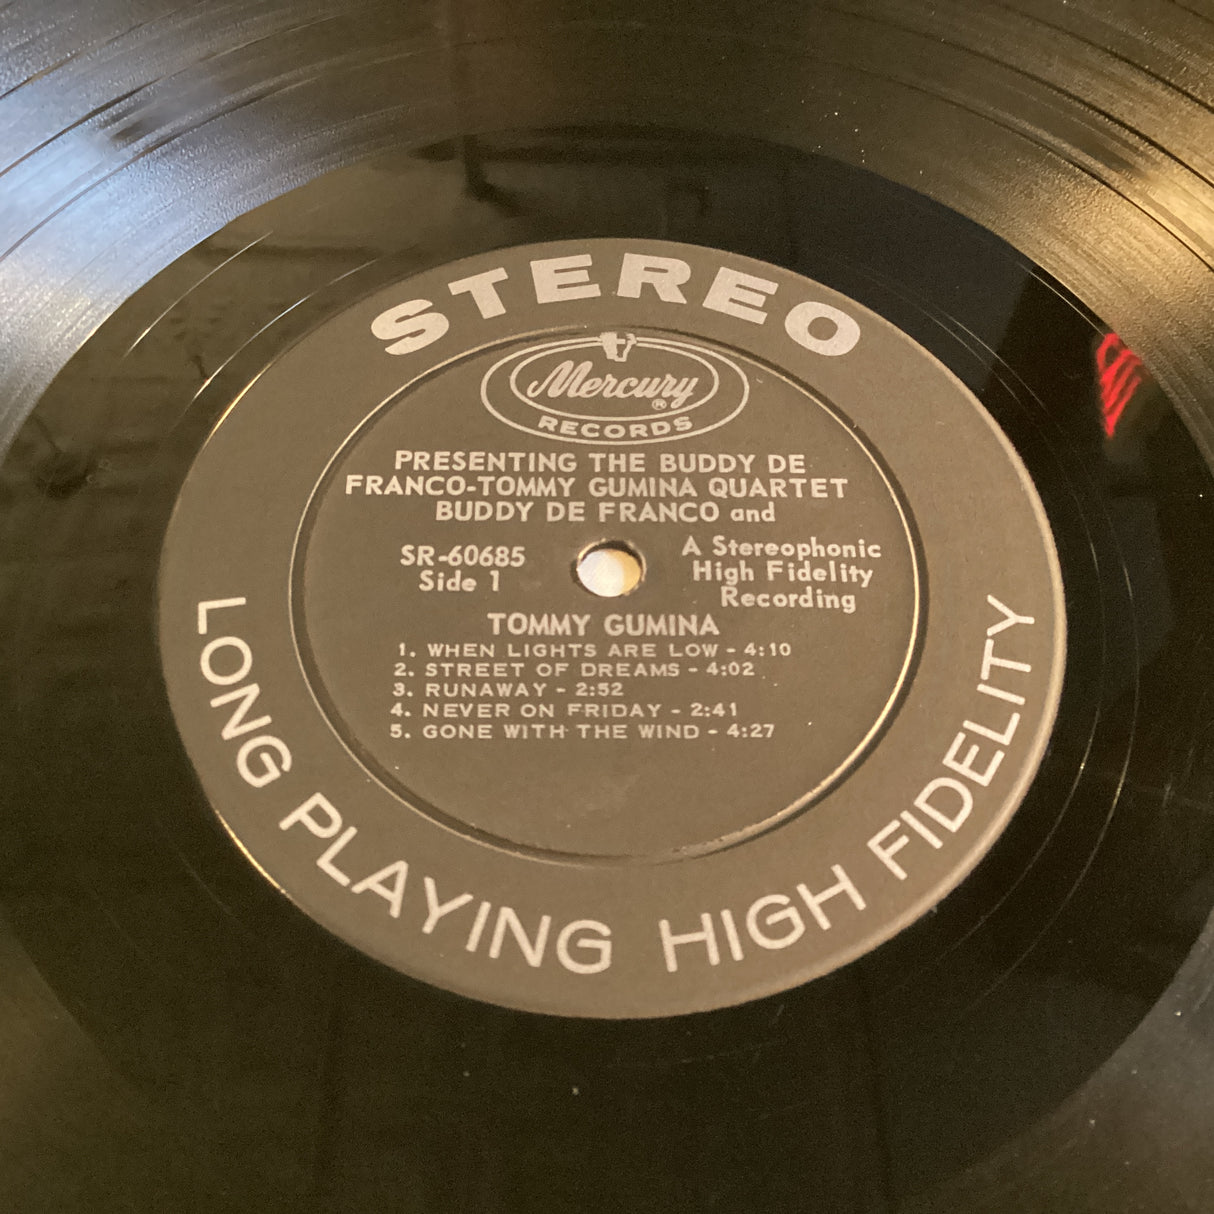 STEREO
Mercury®
RECORDS
PRESENTING THE BUDDY DE
FRANCO-TOMMY GUMINA QUARTET
BUDDY DE FRANCO and
SR-60685
Side 1
A Stereophonic
High Fidelity
Recording
TOMMY GUMINA
1. WHEN LIGHTS ARE LOW - 4:10
2. STREET OF DREAMS - 4:02
3. RUNAWAY - 2:52
4. NEVER ON FRIDAY - 2:41
5. GONE WITH THE WIND - 4:27
LONG PLAYING HIGH FIDELITY